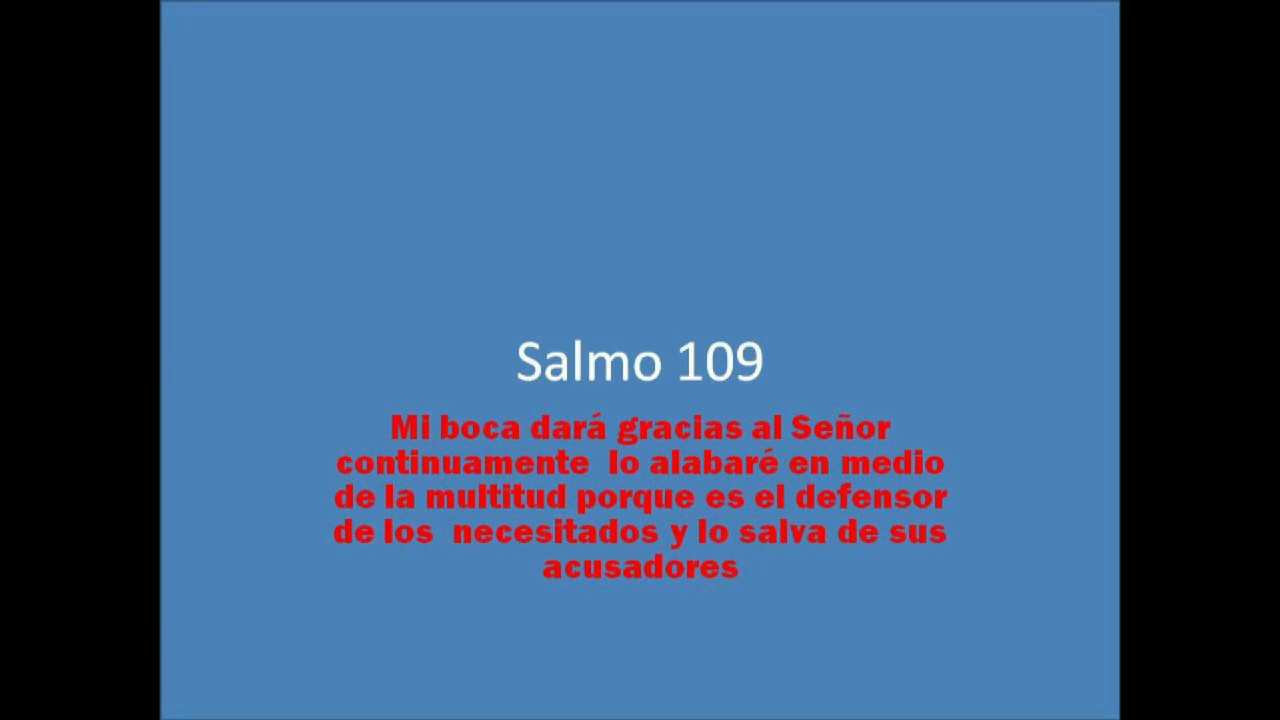 Salmo 109
Mi boca dará gracias al Señor
continuamente  lo alabaré en medio
de la multitud porque es el defensor
de los  necesitados y lo salva de sus
acusadores